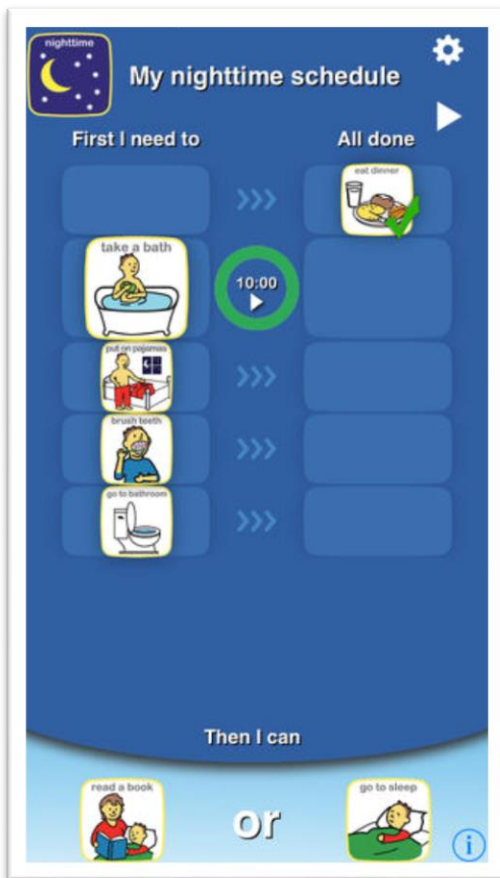 nighttime
My nighttime schedule
First I need to
All done
eat dinner
take a bath
10:00
put on pajamas
brush teeth
go to bathroom
Then I can
read a book
or
go to sleep
i